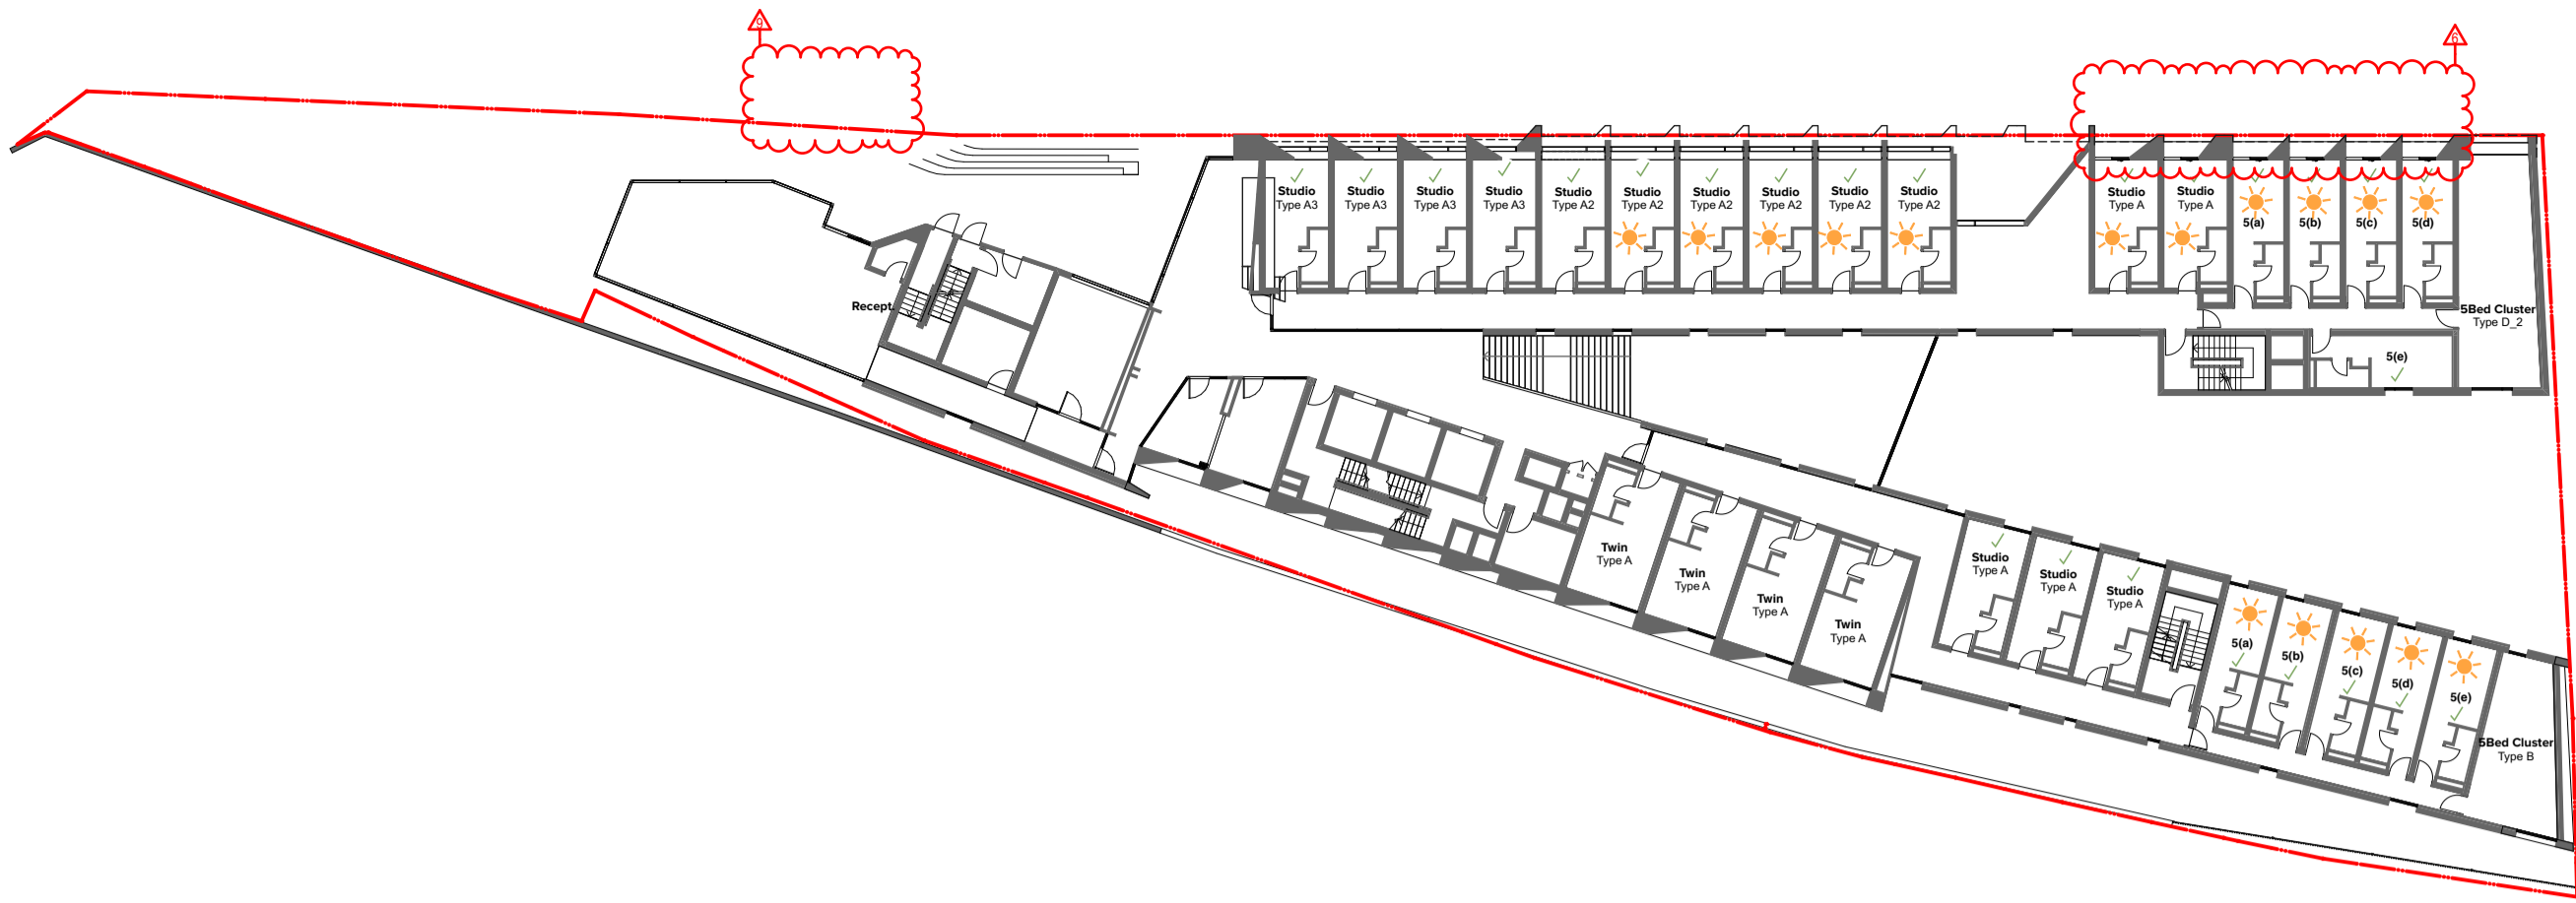 9
6
Studio
Type A3
Studio
Type A3
Studio
Type A3
Studio
Type A3
Studio
Type A2
Studio
Type A2
Studio
Type A2
Studio
Type A2
Studio
Type A2
Studio
Type A2
Studio
Type A
Studio
Type A
5(a)
5(b)
5(c)
5(d)
5Bed Cluster
Type D_2
5(e)
Recept.
Twin
Type A
Twin
Type A
Twin
Type A
Twin
Type A
Studio
Type A
Studio
Type A
Studio
Type A
5(a)
5(b)
5(c)
5(d)
5(e)
5Bed Cluster
Type B